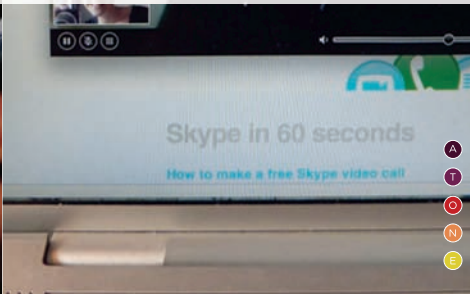 Skype in 60 seconds
How to make a free Skype video call
A
T
O
N
E